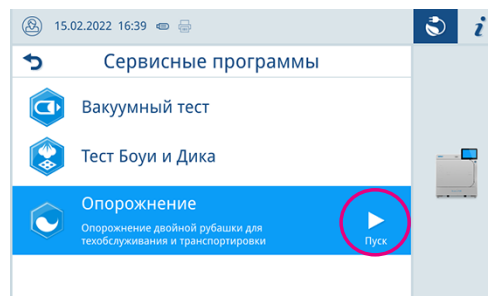 15.02.2022 16:39
i
Сервисные программы
Вакуумный тест
Тест Боуи и Дика
Опорожнение
Опорожнение двойной рубашки для
техобслуживания и транспортировки
Пуск